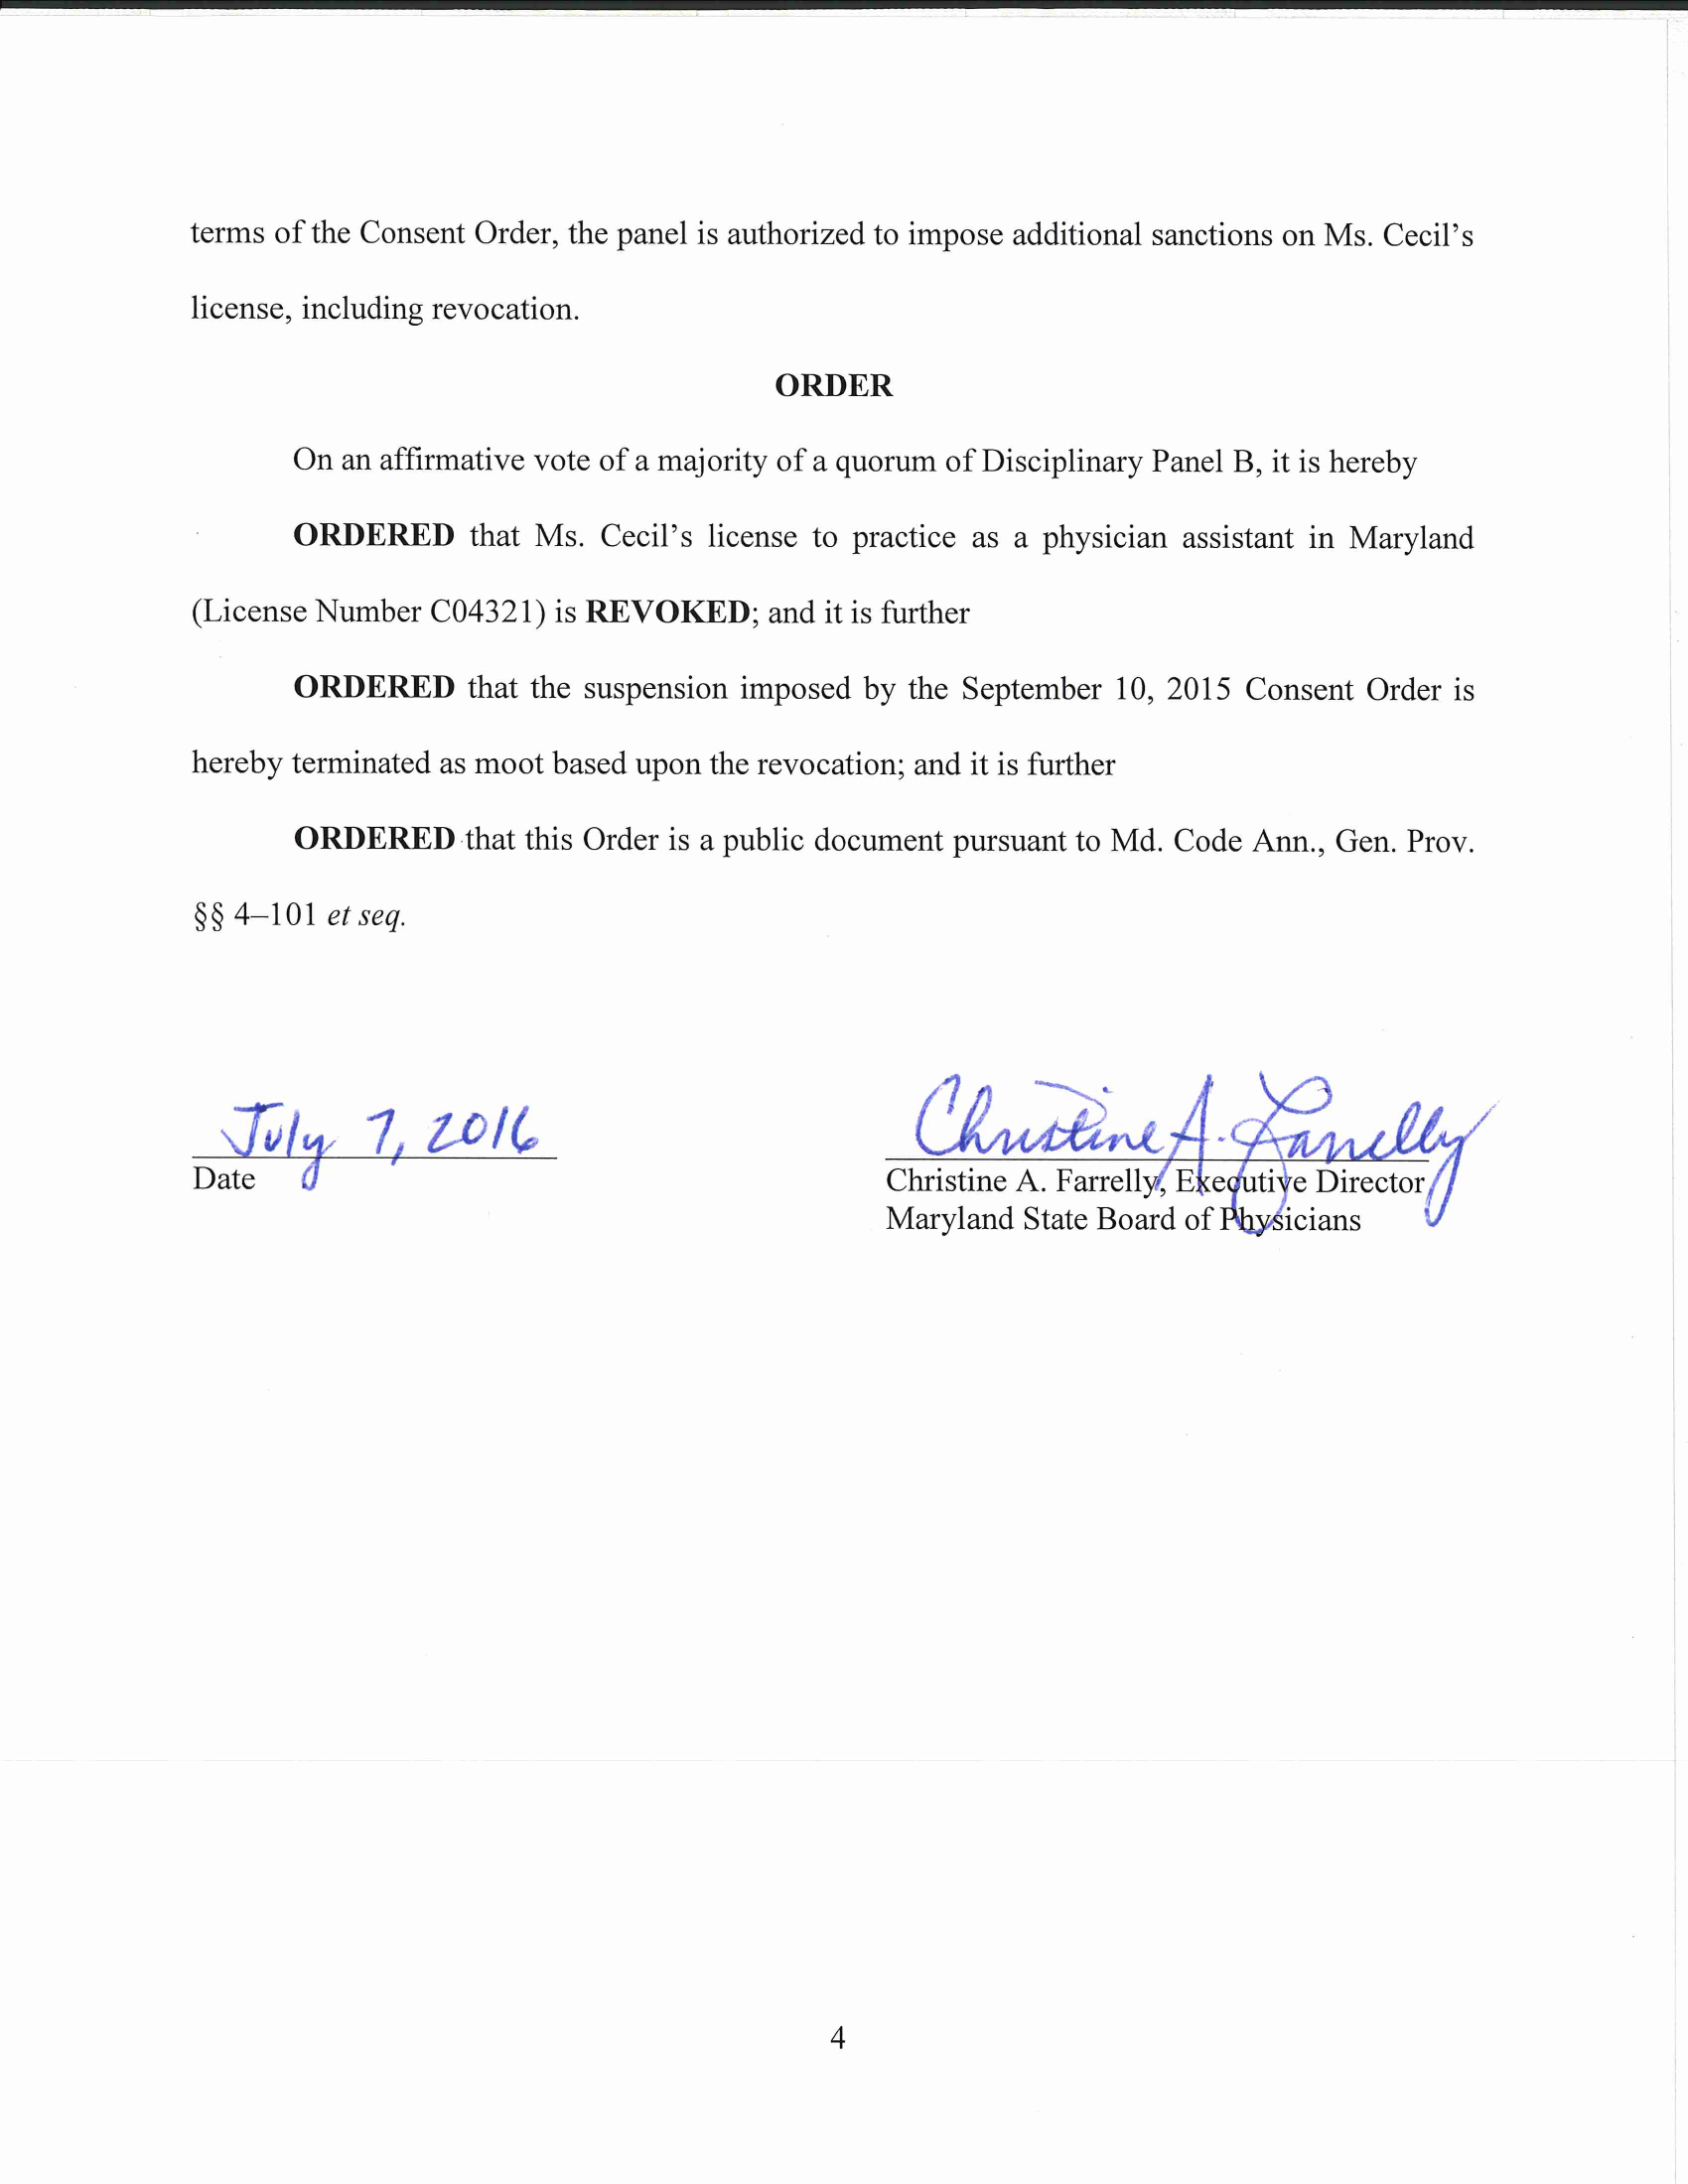 terms of the Consent Order, the panel is authorized to impose additional sanctions on Ms. Cecil's
license, including revocation.
ORDER
On an affirmative vote of a majority of a quorum of Disciplinary Panel B, it is hereby
ORDERED that Ms. Cecil's license to practice as a physician assistant in Maryland
(License Number C04321) is REVOKED; and it is further
ORDERED that the suspension imposed by the September 10, 2015 Consent Order is
hereby terminated as moot based upon the revocation; and it is further
ORDERED that this Order is a public document pursuant to Md. Code Ann., Gen. Prov.
§§ 4–101 et seq.
July 7, 2016
Date
Christine A. Farrelly
Christine A. Farrelly, Executive Director
Maryland State Board of Physicians
4